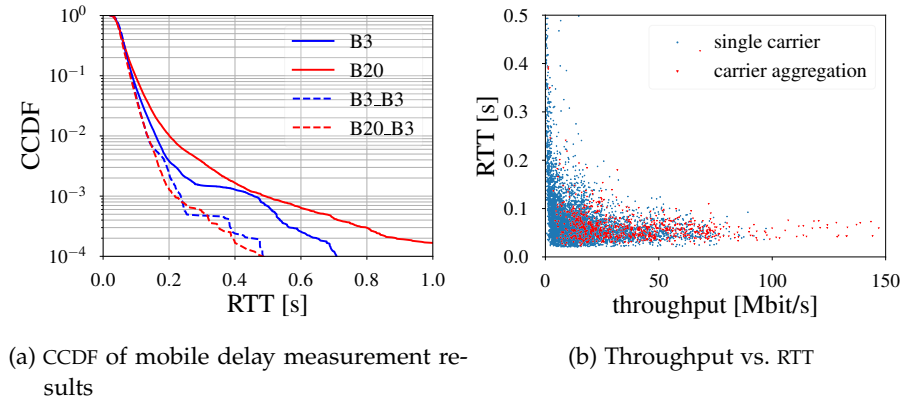 10⁰
10⁻¹
10⁻²
10⁻³
10⁻⁴
CCDF
B3
B20
B3_B3
B20_B3
0.0 0.2 0.4 0.6 0.8 1.0
RTT [s]
(a) CCDF of mobile delay measurement re-
sults
0.5
0.4
0.3
0.2
0.1
0.0
RTT [s]
single carrier
carrier aggregation
0 50 100 150
throughput [Mbit/s]
(b) Throughput vs. RTT